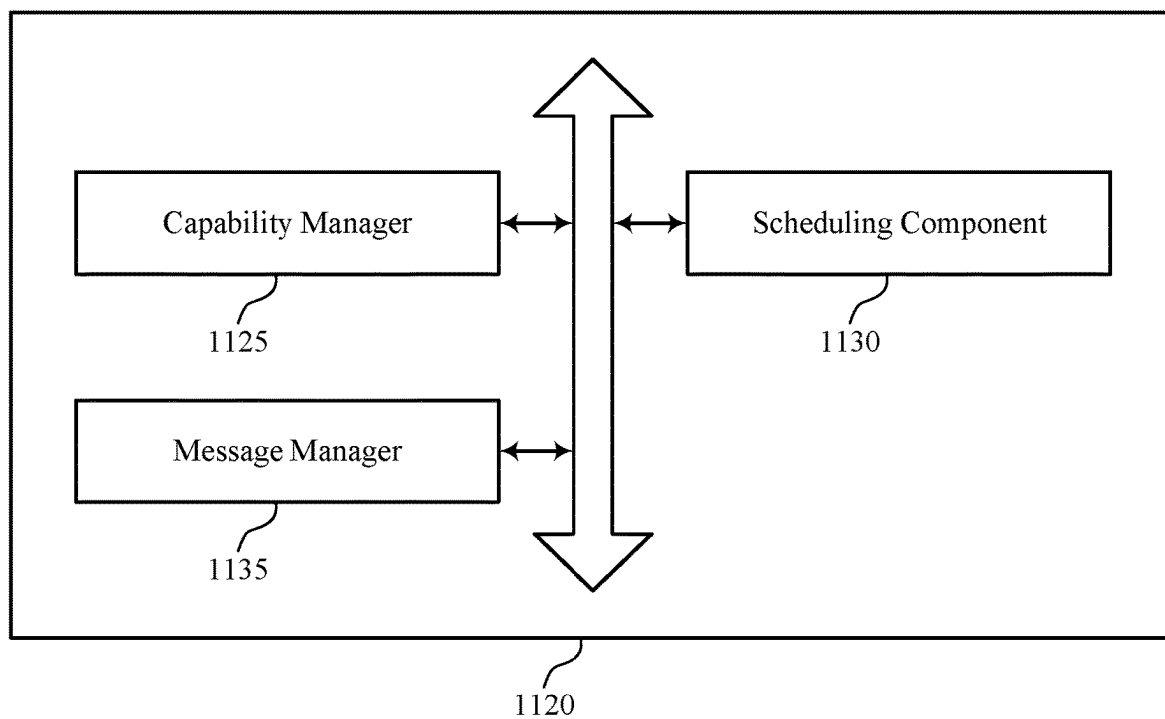 Capability Manager
Scheduling Component
1125
1130
Message Manager
1135
1120